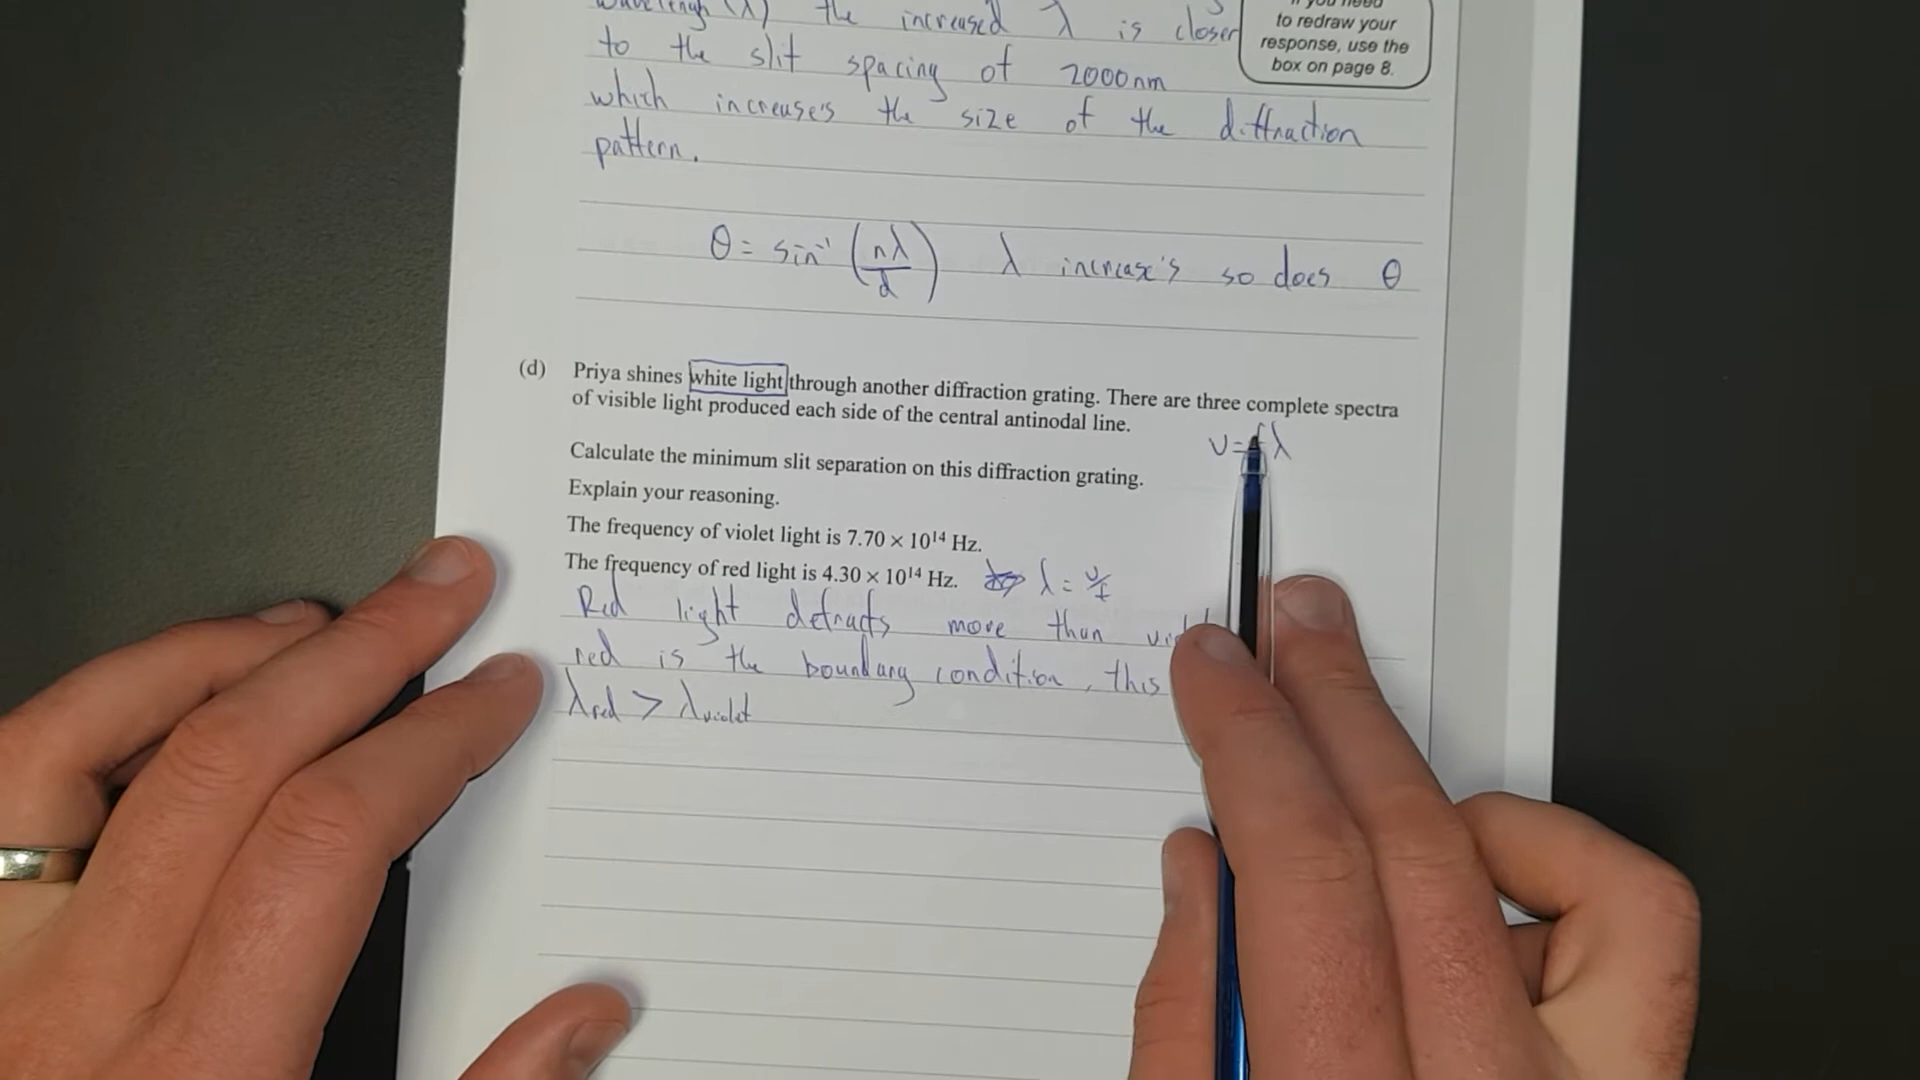 wavelength (λ) the increased λ is closer
to the slit spacing of 2000nm
which increase's the size of the diffraction
pattern.
if you need
to redraw your
response, use the
box on page 8.
θ = sin⁻¹ (nλ/d) λ increase's so does θ
(d) Priya shines white light through another diffraction grating. There are three complete spectra
of visible light produced each side of the central antinodal line.
v=fλ
Calculate the minimum slit separation on this diffraction grating.
Explain your reasoning.
The frequency of violet light is 7.70 × 10¹⁴ Hz.
The frequency of red light is 4.30 × 10¹⁴ Hz. λ = v/f
Red light defracts more than
red is the boundary condition, this
λred > λviolet